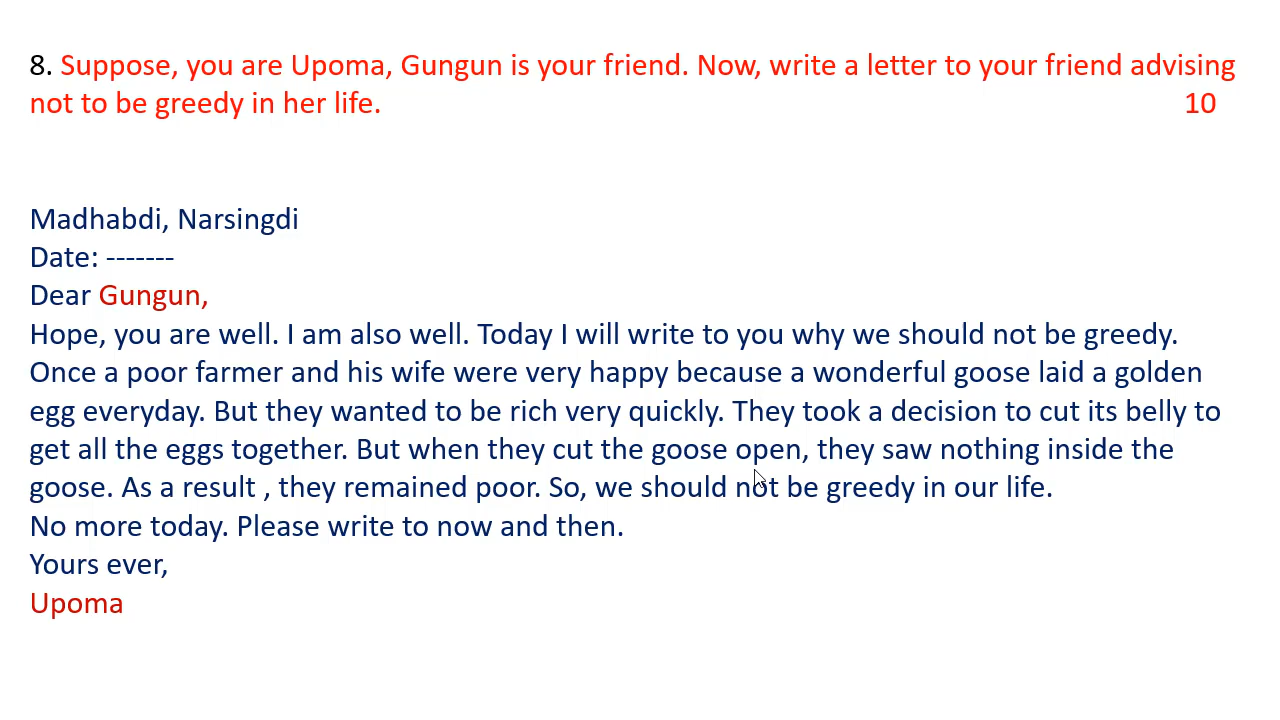 8. Suppose, you are Upoma, Gungun is your friend. Now, write a letter to your friend advising
not to be greedy in her life. 10
Madhabdi, Narsingdi
Date: -------
Dear Gungun,
Hope, you are well. I am also well. Today I will write to you why we should not be greedy.
Once a poor farmer and his wife were very happy because a wonderful goose laid a golden
egg everyday. But they wanted to be rich very quickly. They took a decision to cut its belly to
get all the eggs together. But when they cut the goose open, they saw nothing inside the
goose. As a result , they remained poor. So, we should not be greedy in our life.
No more today. Please write to now and then.
Yours ever,
Upoma